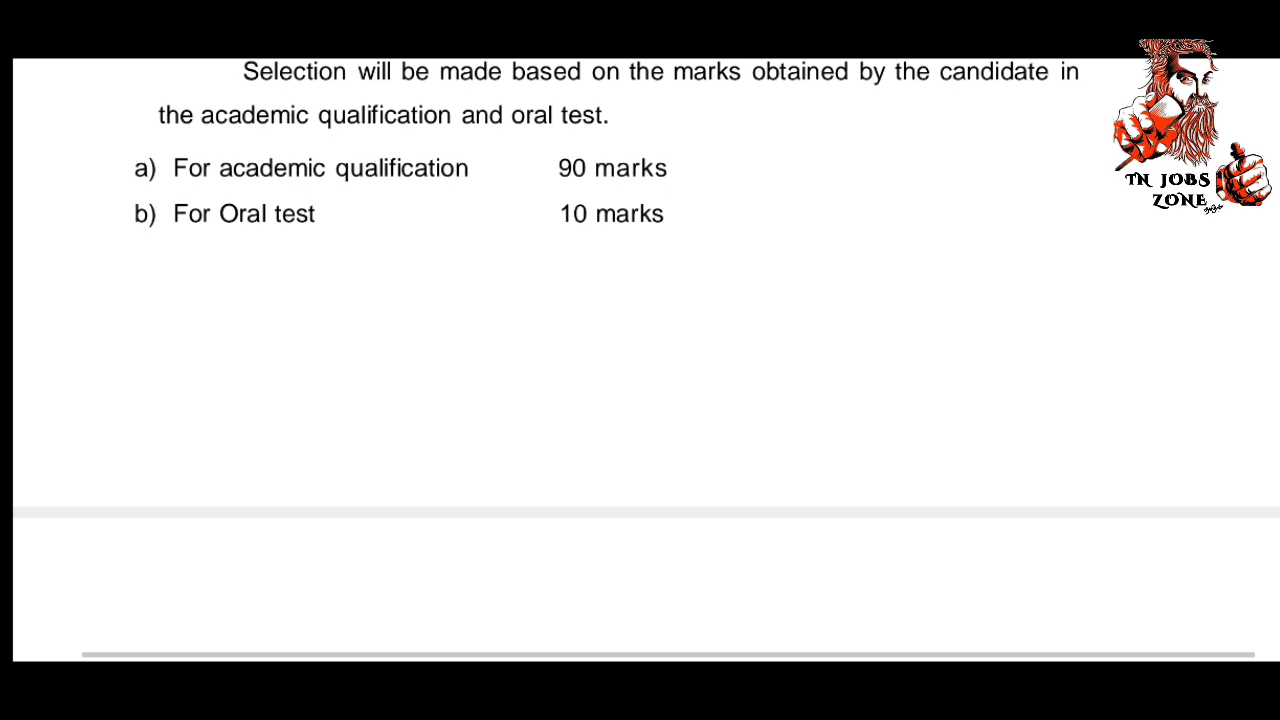 Selection will be made based on the marks obtained by the candidate in
the academic qualification and oral test.
a) For academic qualification 90 marks
b) For Oral test 10 marks
TN JOBS
ZONE